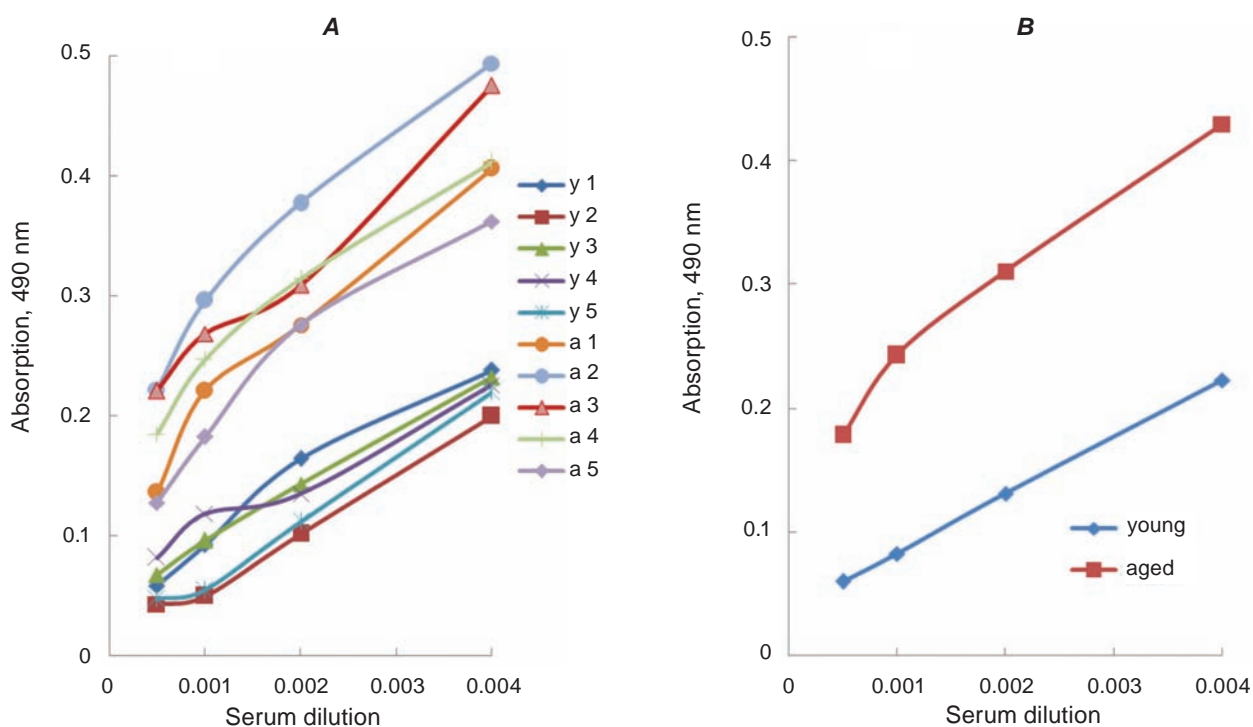 A
0.5
0.4
0.3
0.2
0.1
0
0
0.001
0.002
0.003
0.004
Absorption, 490 nm
Serum dilution
y 1
y 2
y 3
y 4
y 5
a 1
a 2
a 3
a 4
a 5
B
0.5
0.4
0.3
0.2
0.1
0
0
0.001
0.002
0.003
0.004
Absorption, 490 nm
Serum dilution
young
aged